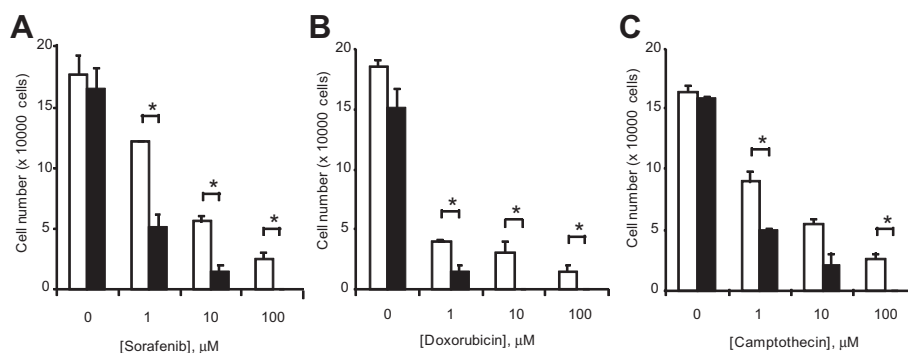 A
Cell number (x 10000 cells)
20
15
10
5
0
*
*
*
0 1 10 100
[Sorafenib], μM
B
Cell number (x 10000 cells)
20
15
10
5
0
*
*
*
0 1 10 100
[Doxorubicin], μM
C
Cell number (x 10000 cells)
20
15
10
5
0
*
*
0 1 10 100
[Camptothecin], μM